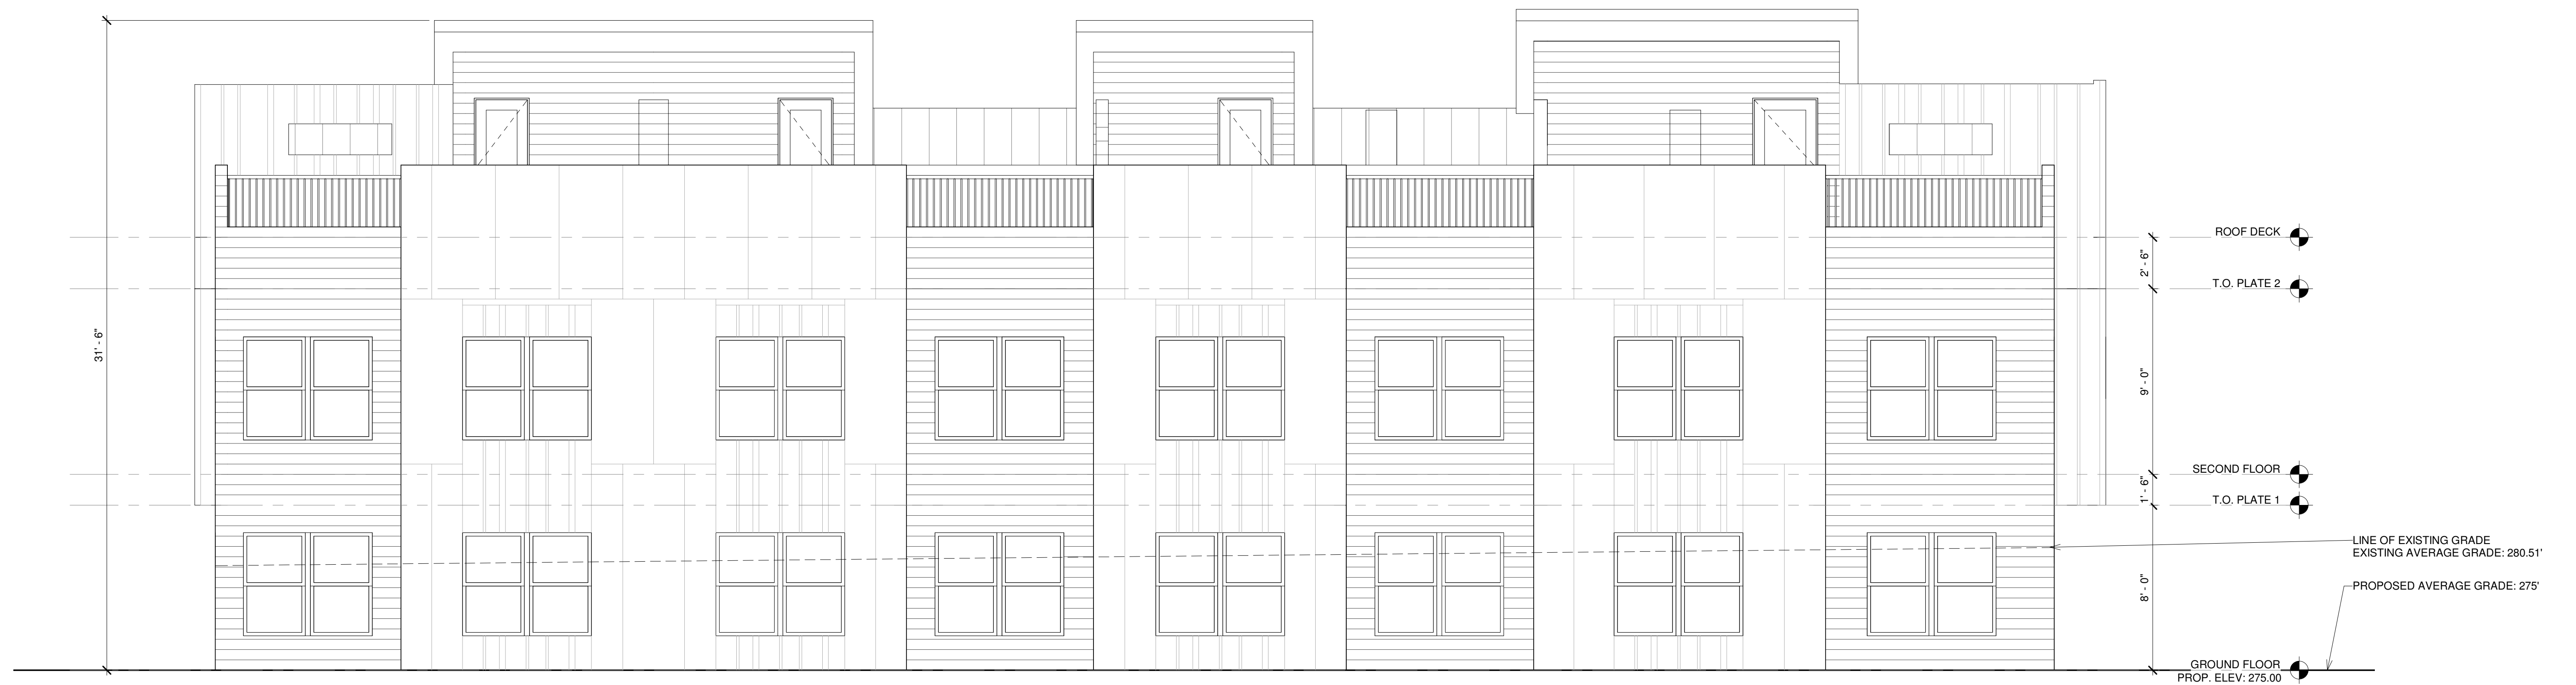 31' - 6"
ROOF DECK
2' - 6"
T.O. PLATE 2
9' - 0"
SECOND FLOOR
1' - 6"
T.O. PLATE 1
LINE OF EXISTING GRADE
EXISTING AVERAGE GRADE: 280.51'
8' - 0"
PROPOSED AVERAGE GRADE: 275'
GROUND FLOOR
PROP. ELEV: 275.00